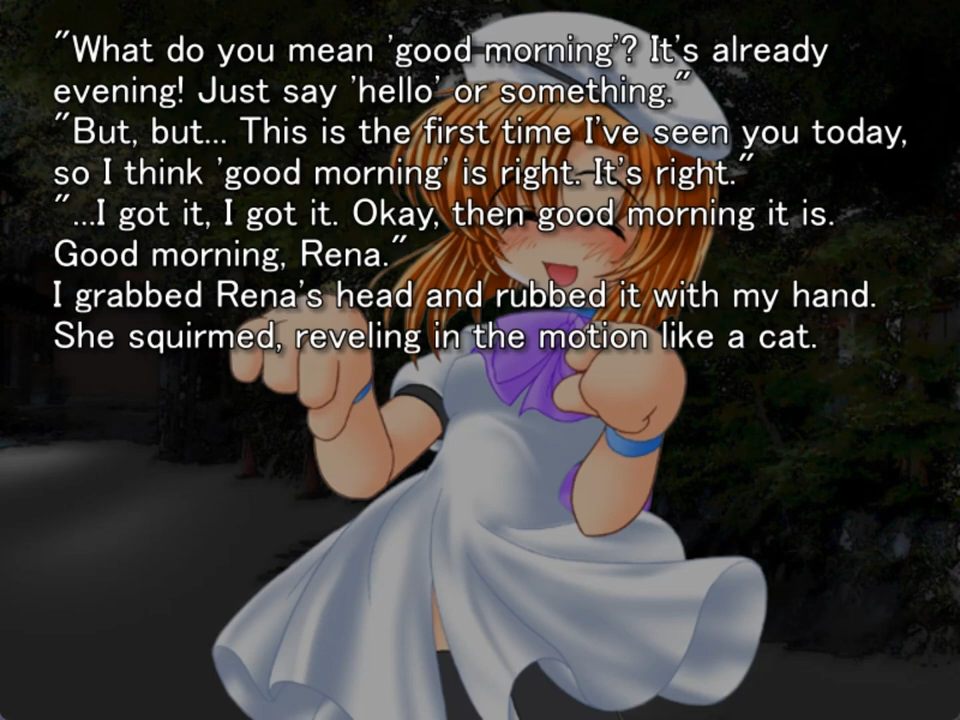 "What do you mean 'good morning'? It's already
evening! Just say 'hello' or something."
"But, but... This is the first time I've seen you today,
so I think 'good morning' is right. It's right."
"...I got it, I got it. Okay, then good morning it is.
Good morning, Rena."
I grabbed Rena's head and rubbed it with my hand.
She squirmed, reveling in the motion like a cat.